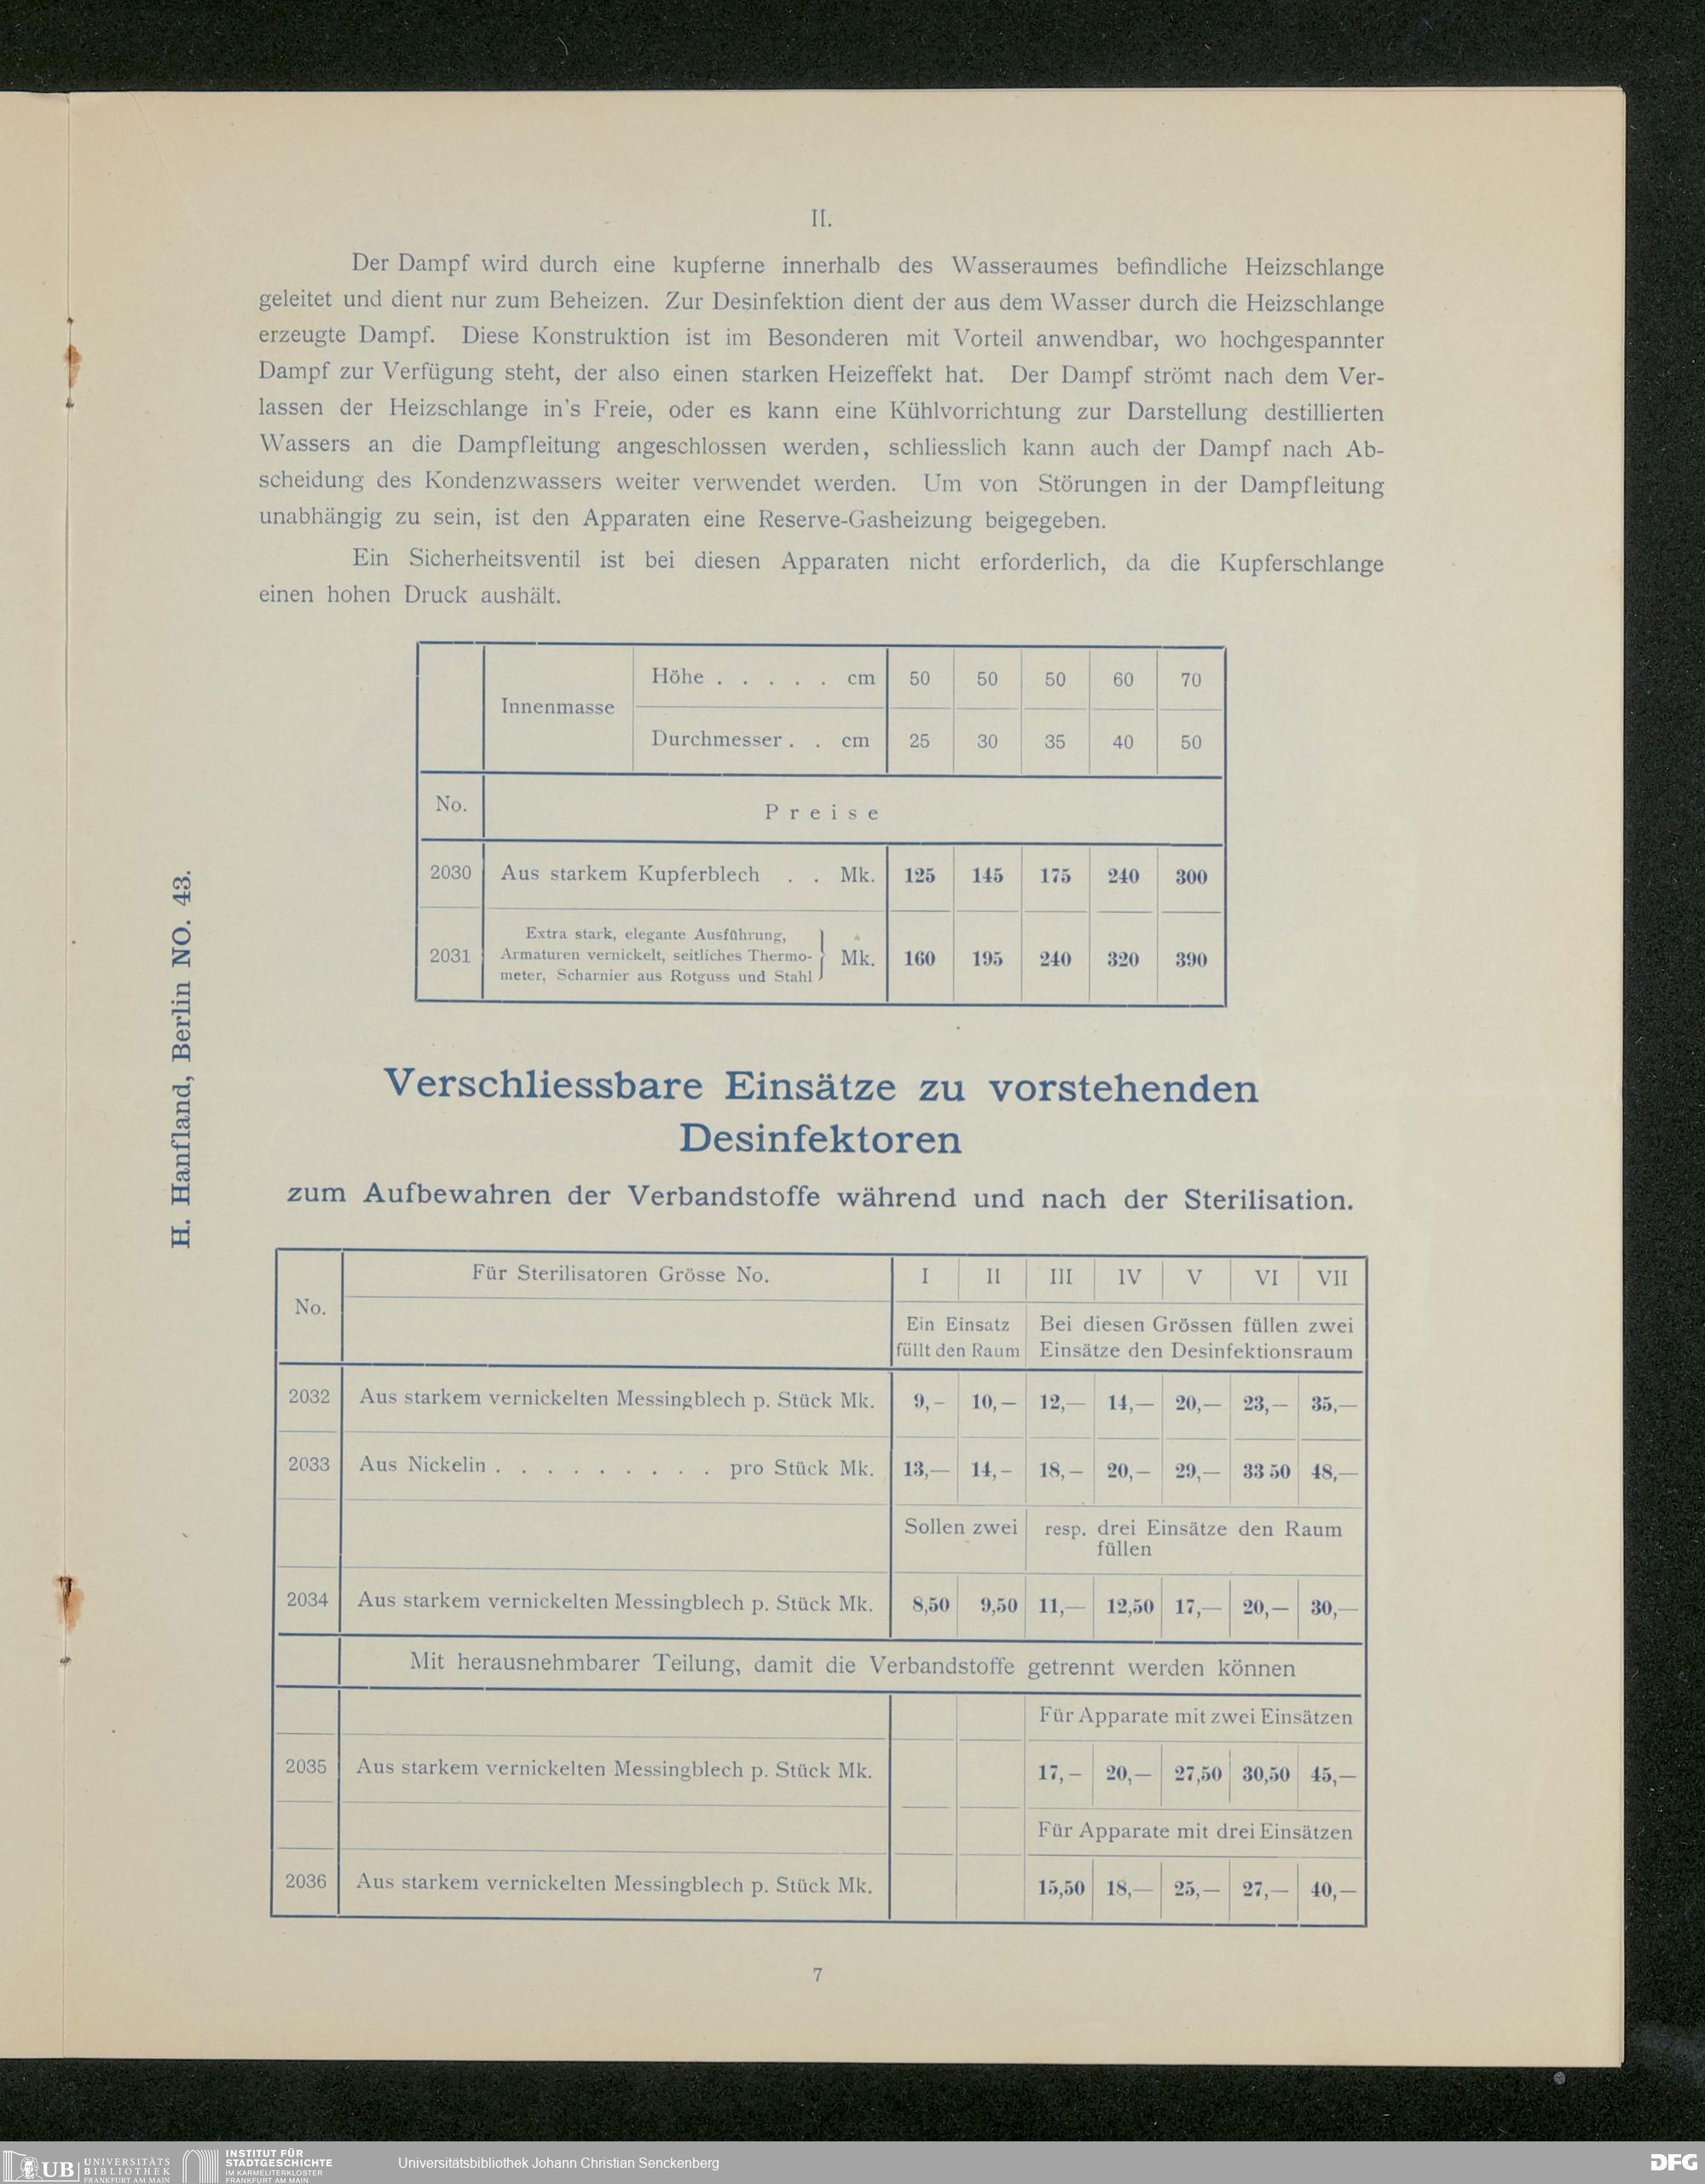 II.
Der Dampf wird durch eine kupferne innerhalb des Wasseraumes befindliche Heizschlange
geleitet und dient nur zum Beheizen. Zur Desinfektion dient der aus dem Wasser durch die Heizschlange
erzeugte Dampf. Diese Konstruktion ist im Besonderen mit Vorteil anwendbar, wo hochgespannter
Dampf zur Verfügung steht, der also einen starken Heizeffekt hat. Der Dampf strömt nach dem Ver-
lassen der Heizschlange in's Freie, oder es kann eine Kühlvorrichtung zur Darstellung destillierten
Wassers an die Dampfleitung angeschlossen werden, schliesslich kann auch der Dampf nach Ab-
scheidung des Kondenzwassers weiter verwendet werden. Um von Störungen in der Dampfleitung
unabhängig zu sein, ist den Apparaten eine Reserve-Gasheizung beigegeben.
Ein Sicherheitsventil ist bei diesen Apparaten nicht erforderlich, da die Kupferschlange
einen hohen Druck aushält.
Höhe . . . . . cm 50 50 50 60 70
Innenmasse
Durchmesser . . cm 25 30 35 40 50
No. Preise
2030 Aus starkem Kupferblech . . Mk. 125 145 175 240 300
Extra stark, elegante Ausführung,
2031 Armaturen vernickelt, seitliches Thermo- } Mk. 160 195 240 320 390
meter, Scharnier aus Rotguss und Stahl
H. Hanfland, Berlin NO. 43.
Verschliessbare Einsätze zu vorstehenden
Desinfektoren
zum Aufbewahren der Verbandstoffe während und nach der Sterilisation.
Für Sterilisatoren Grösse No. I II III IV V VI VII
No.
Ein Einsatz Bei diesen Grössen füllen zwei
füllt den Raum Einsätze den Desinfektionsraum
2032 Aus starkem vernickelten Messingblech p. Stück Mk. 9,– 10,— 12,— 14,— 20,— 23,— 35,—
2033 Aus Nickelin . . . . . . . . . pro Stück Mk. 13,— 14,– 18,– 20,– 29,— 33 50 48,—
Sollen zwei resp. drei Einsätze den Raum
füllen
2034 Aus starkem vernickelten Messingblech p. Stück Mk. 8,50 9,50 11,— 12,50 17,— 20,— 30,—
Mit herausnehmbarer Teilung, damit die Verbandstoffe getrennt werden können
Für Apparate mit zwei Einsätzen
2035 Aus starkem vernickelten Messingblech p. Stück Mk. 17,– 20,— 27,50 30,50 45,—
Für Apparate mit drei Einsätzen
2036 Aus starkem vernickelten Messingblech p. Stück Mk. 15,50 18,— 25,— 27,— 40,—
7
UB UNIVERSITÄTS
BIBLIOTHEK
FRANKFURT AM MAIN
INSTITUT FÜR
STADTGESCHICHTE
IM KARMELITERKLOSTER
FRANKFURT AM MAIN
Universitätsbibliothek Johann Christian Senckenberg
DFG